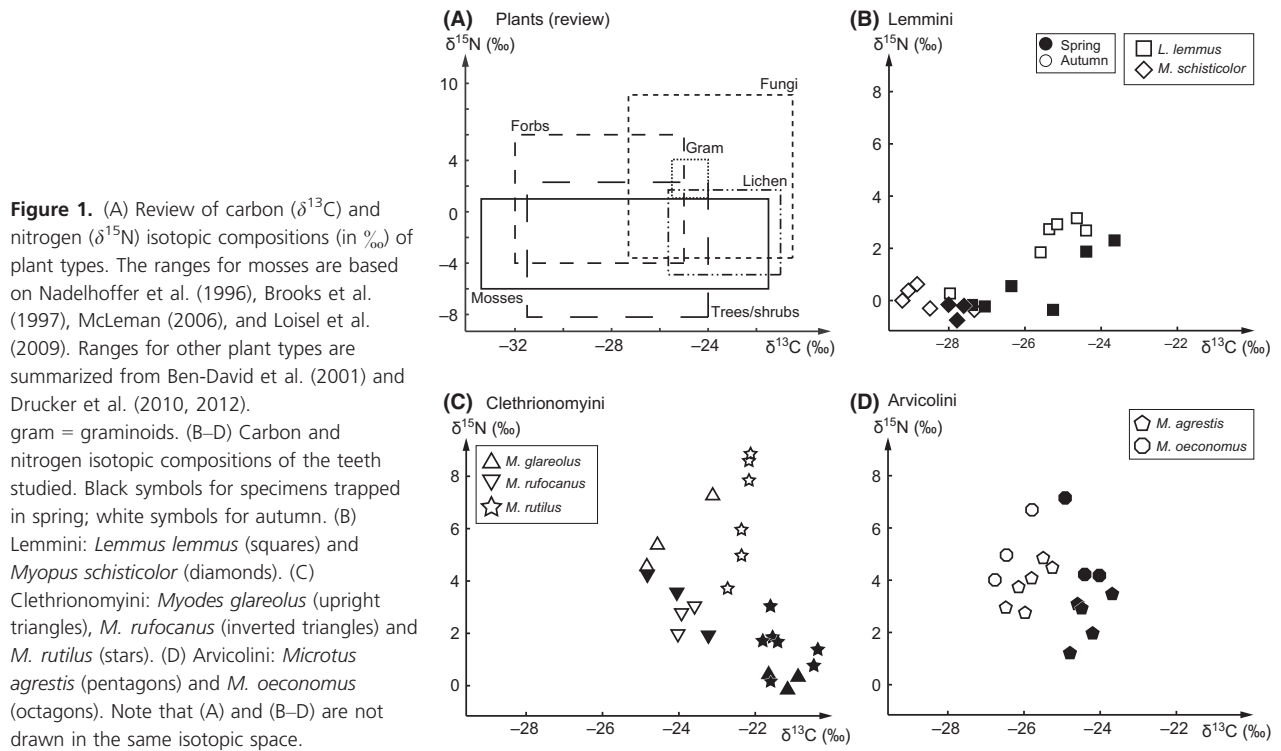 Figure 1. (A) Review of carbon (δ¹³C) and
nitrogen (δ¹⁵N) isotopic compositions (in ‰) of
plant types. The ranges for mosses are based
on Nadelhoffer et al. (1996), Brooks et al.
(1997), McLeman (2006), and Loisel et al.
(2009). Ranges for other plant types are
summarized from Ben-David et al. (2001) and
Drucker et al. (2010, 2012).
gram = graminoids. (B–D) Carbon and
nitrogen isotopic compositions of the teeth
studied. Black symbols for specimens trapped
in spring; white symbols for autumn. (B)
Lemmini: Lemmus lemmus (squares) and
Myopus schisticolor (diamonds). (C)
Clethrionomyini: Myodes glareolus (upright
triangles), M. rufocanus (inverted triangles) and
M. rutilus (stars). (D) Arvicolini: Microtus
agrestis (pentagons) and M. oeconomus
(octagons). Note that (A) and (B–D) are not
drawn in the same isotopic space.
(A) Plants (review)
δ¹⁵N (‰)
10
Fungi
Forbs
4
Gram
Lichen
0
−4
Mosses
Trees/shrubs
−8
−32 −28 −24 δ¹³C (‰)
(B) Lemmini
δ¹⁵N (‰)
Spring
Autumn
L. lemmus
M. schisticolor
8
6
4
2
0
−28 −26 −24 −22 δ¹³C (‰)
(C) Clethrionomyini
δ¹⁵N (‰)
M. glareolus
M. rufocanus
M. rutilus
8
6
4
2
0
−28 −26 −24 −22 δ¹³C (‰)
(D) Arvicolini
δ¹⁵N (‰)
M. agrestis
M. oeconomus
8
6
4
2
0
−28 −26 −24 −22 δ¹³C (‰)